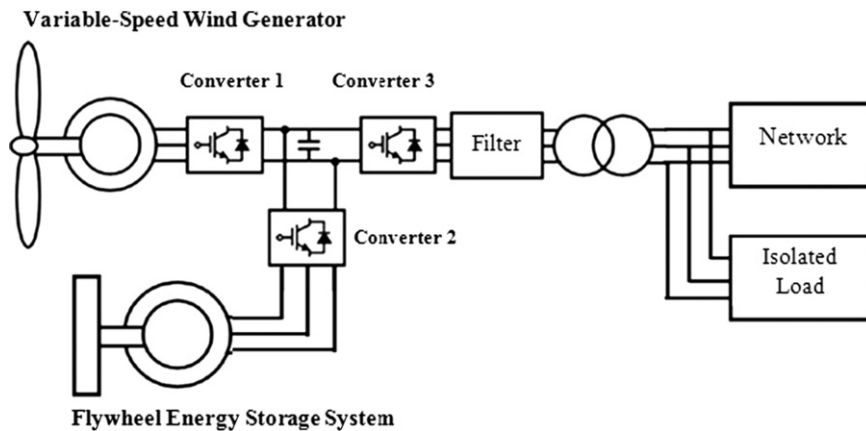 Variable-Speed Wind Generator
Converter 1
Converter 3
Filter
Network
Converter 2
Isolated
Load
Flywheel Energy Storage System